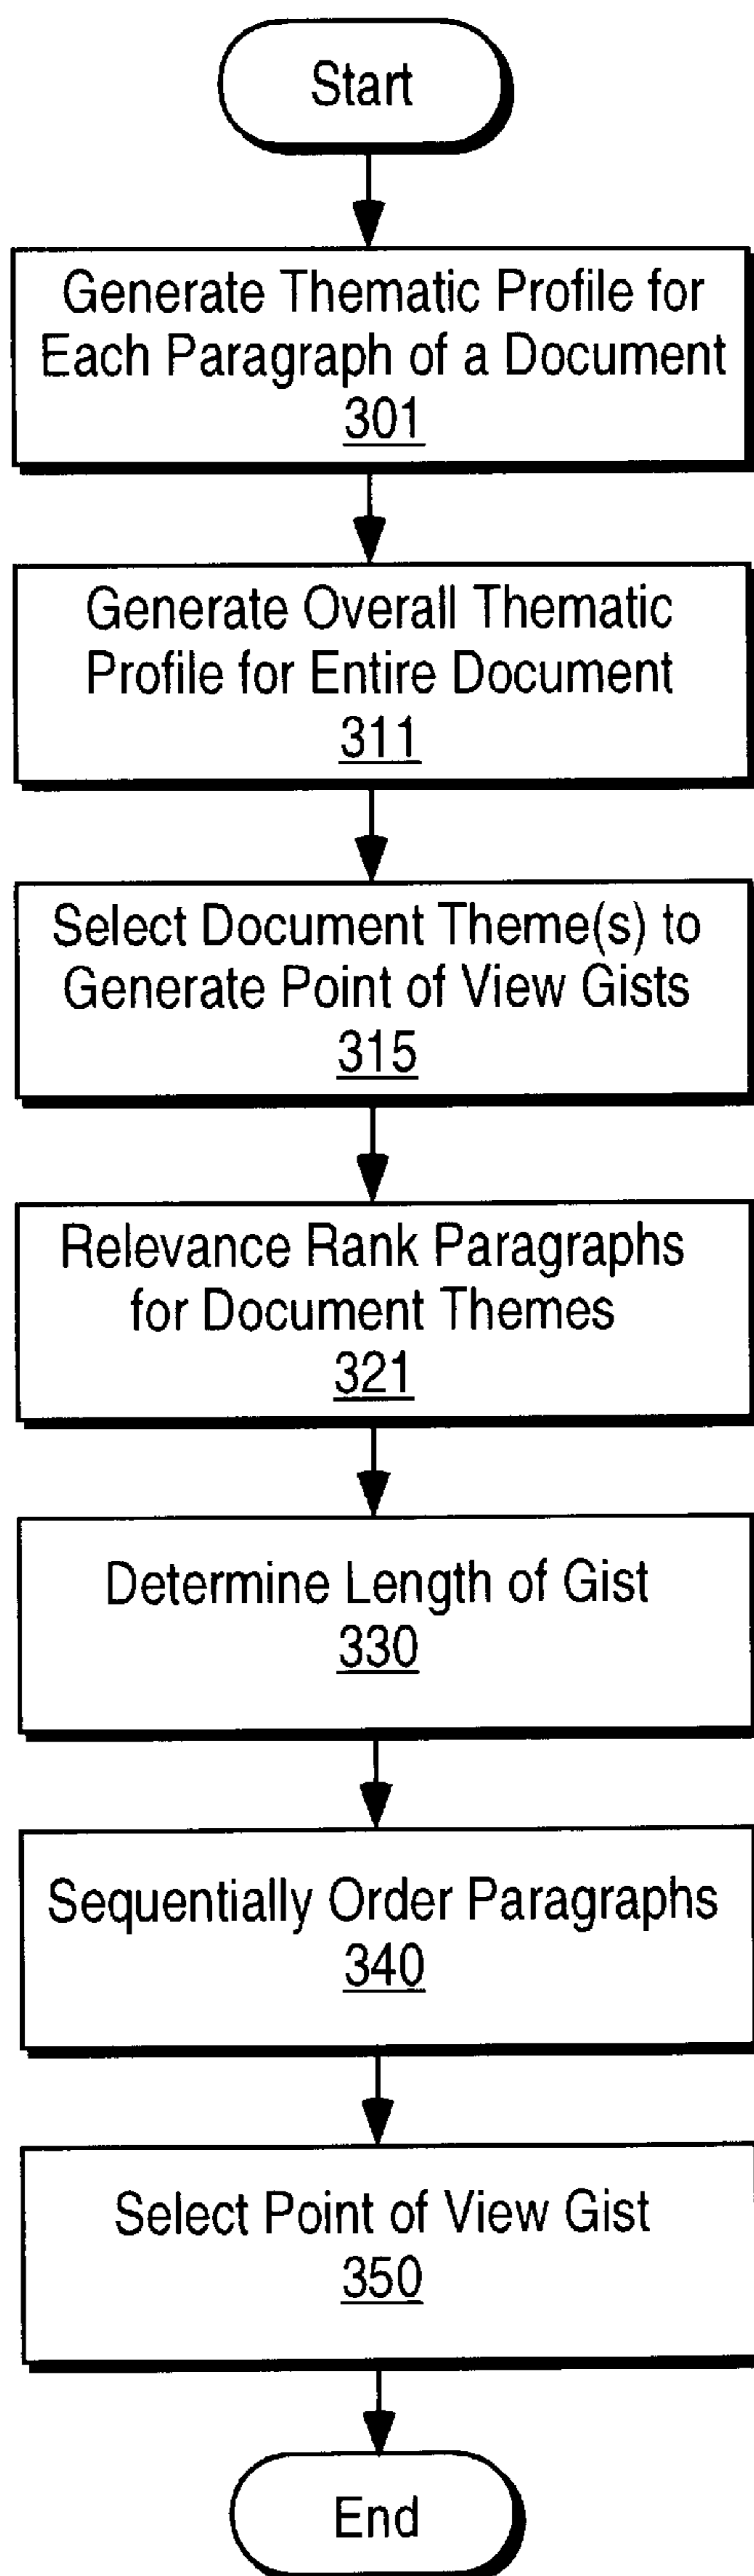 Start
Generate Thematic Profile for
Each Paragraph of a Document
301
Generate Overall Thematic
Profile for Entire Document
311
Select Document Theme(s) to
Generate Point of View Gists
315
Relevance Rank Paragraphs
for Document Themes
321
Determine Length of Gist
330
Sequentially Order Paragraphs
340
Select Point of View Gist
350
End